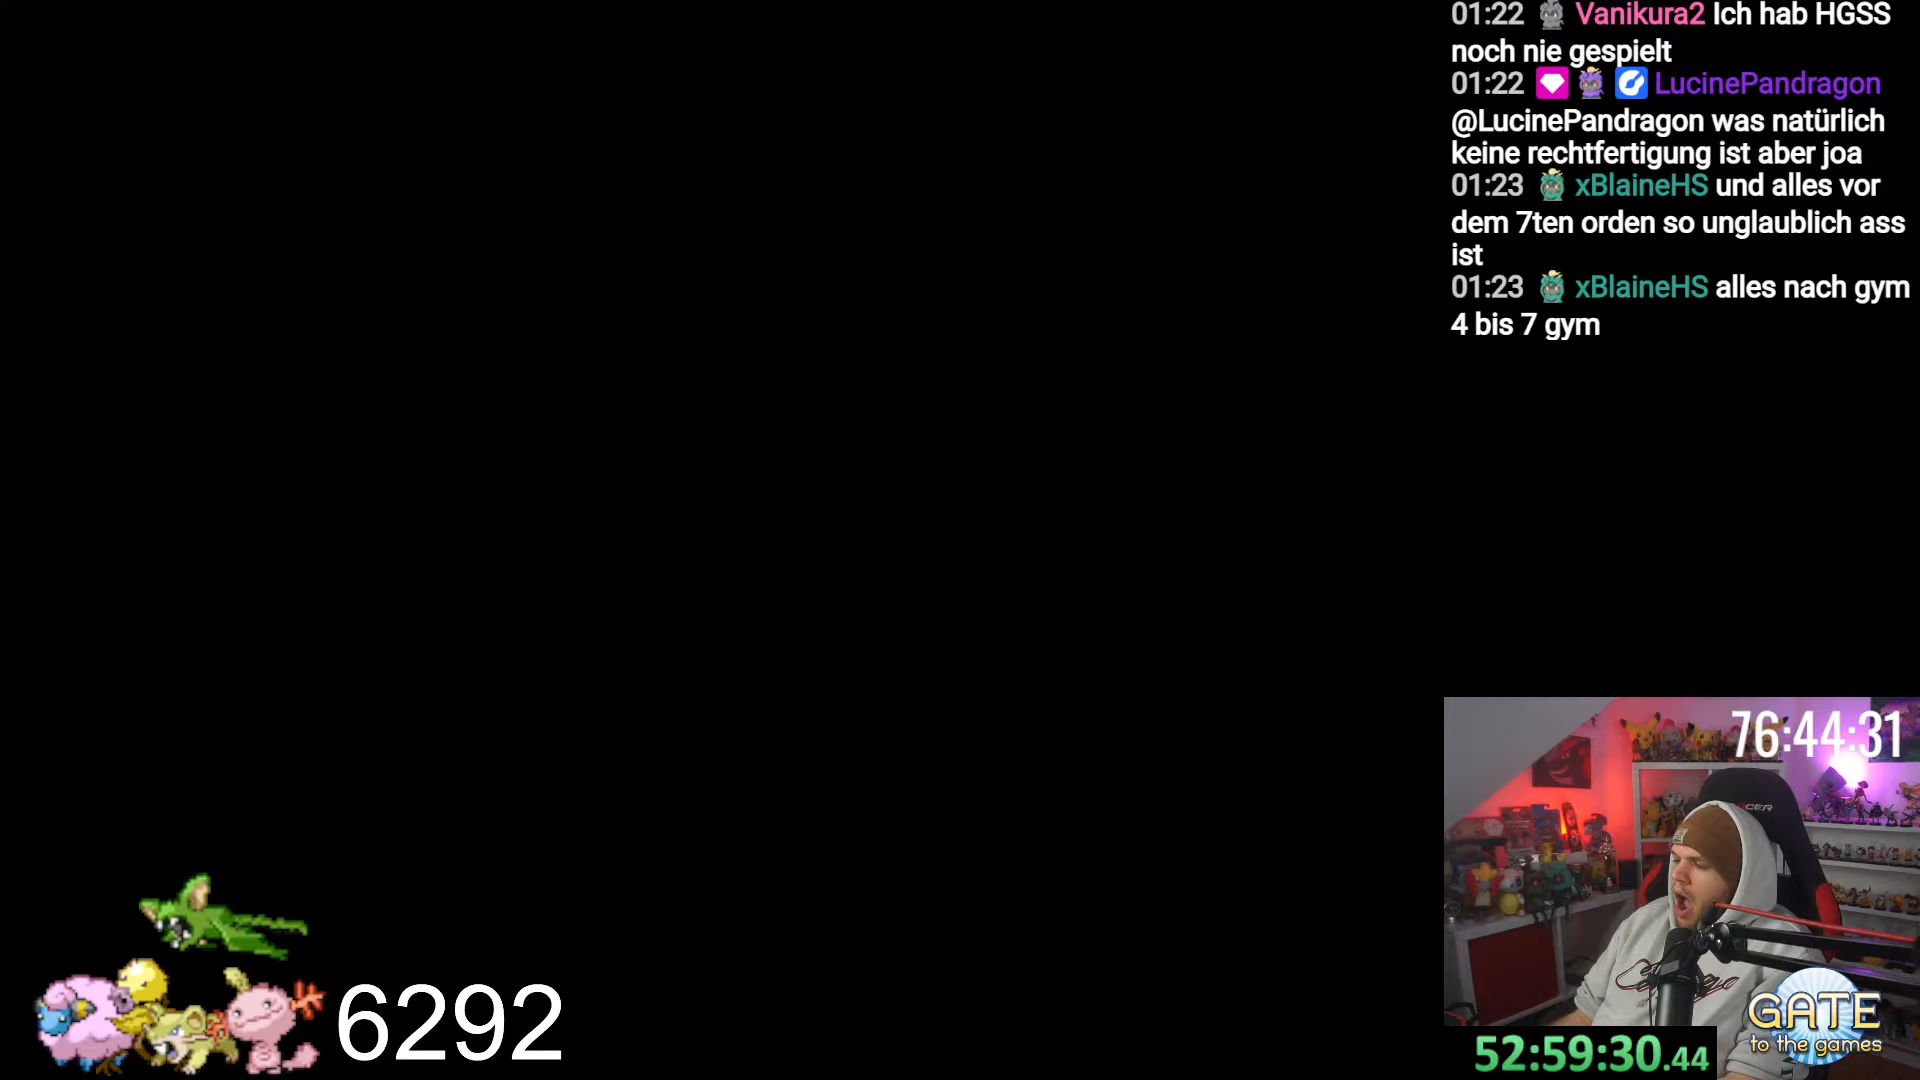 01:22 Vanikura2 Ich hab HGSS
noch nie gespielt
01:22 LucinePandragon
@LucinePandragon was natürlich
keine rechtfertigung ist aber joa
01:23 xBlaineHS und alles vor
dem 7ten orden so unglaublich ass
ist
01:23 xBlaineHS alles nach gym
4 bis 7 gym
76:44:31
6292
GATE
to the games
52:59:30.44